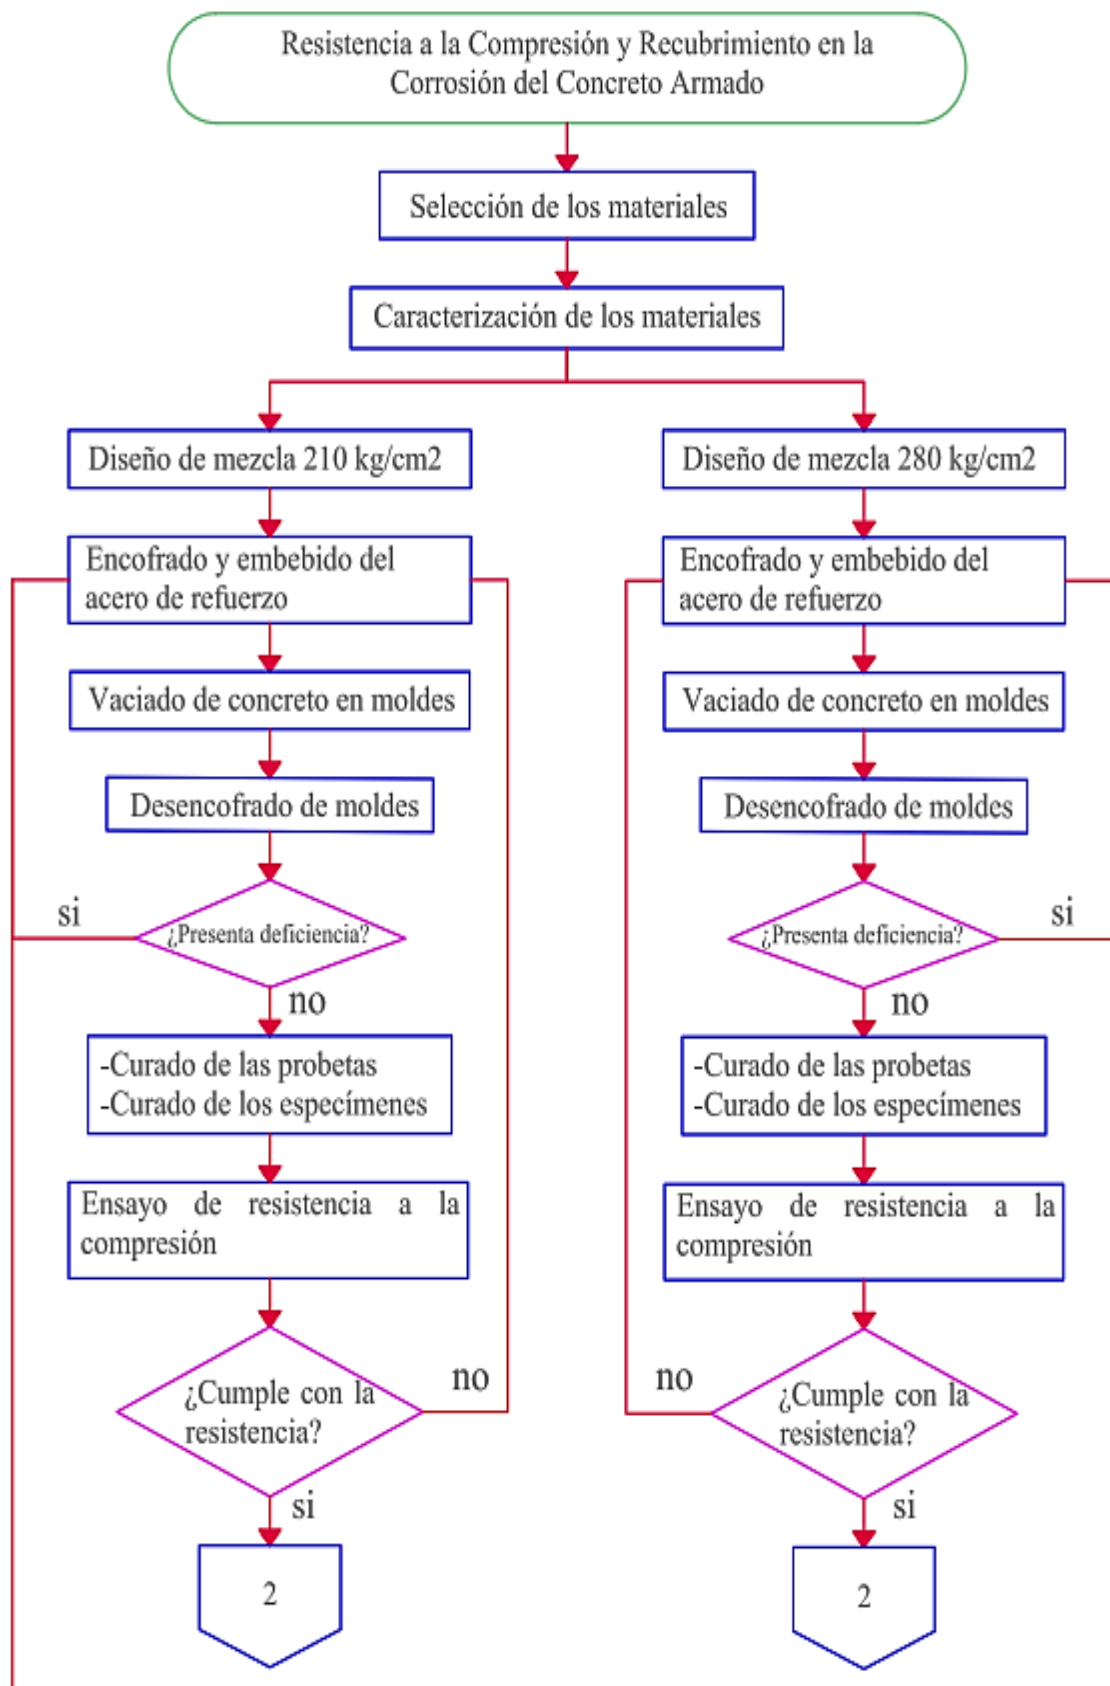 Resistencia a la Compresión y Recubrimiento en la
Corrosión del Concreto Armado
Selección de los materiales
Caracterización de los materiales
Diseño de mezcla 210 kg/cm2
Encofrado y embebido del
acero de refuerzo
Vaciado de concreto en moldes
Desencofrado de moldes
si
¿Presenta deficiencia?
no
-Curado de las probetas
-Curado de los especímenes
Ensayo de resistencia a la
compresión
¿Cumple con la
resistencia?
no
si
2
Diseño de mezcla 280 kg/cm2
Encofrado y embebido del
acero de refuerzo
Vaciado de concreto en moldes
Desencofrado de moldes
¿Presenta deficiencia?
si
no
-Curado de las probetas
-Curado de los especímenes
Ensayo de resistencia a la
compresión
no
¿Cumple con la
resistencia?
si
2